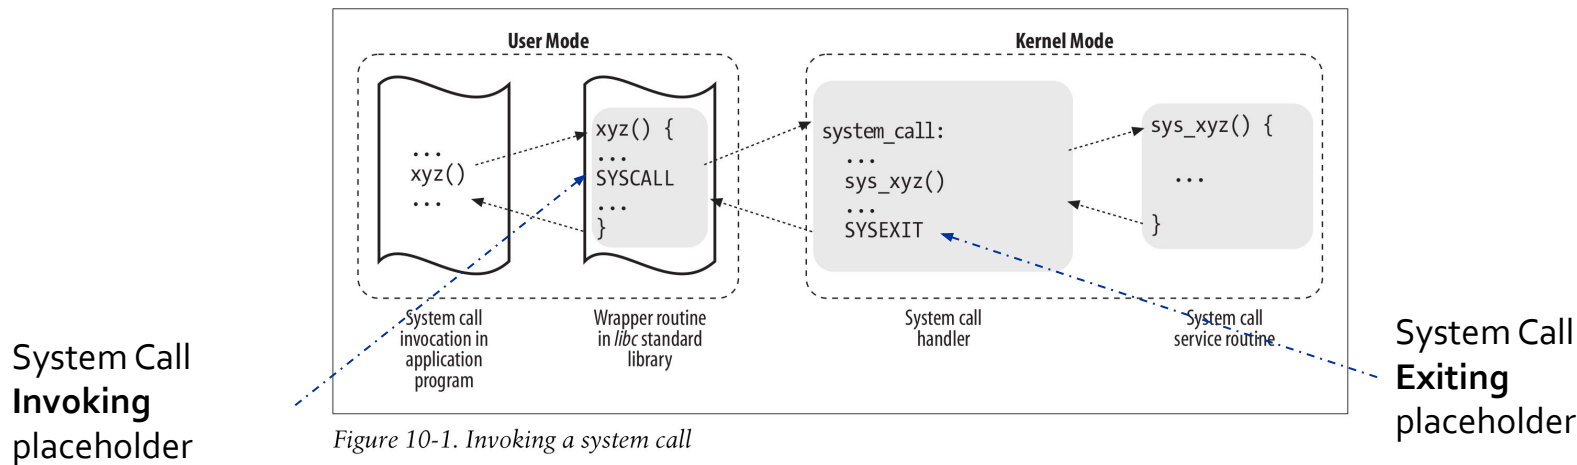 User Mode
Kernel Mode
...
xyz()
...
xyz() {
...
SYSCALL
...
}
system_call:
...
sys_xyz()
...
SYSEXIT
sys_xyz() {
...
}
System call
invocation in
application
program
Wrapper routine
in libc standard
library
System call
handler
System call
service routine
System Call
Invoking
placeholder
System Call
Exiting
placeholder
Figure 10-1. Invoking a system call